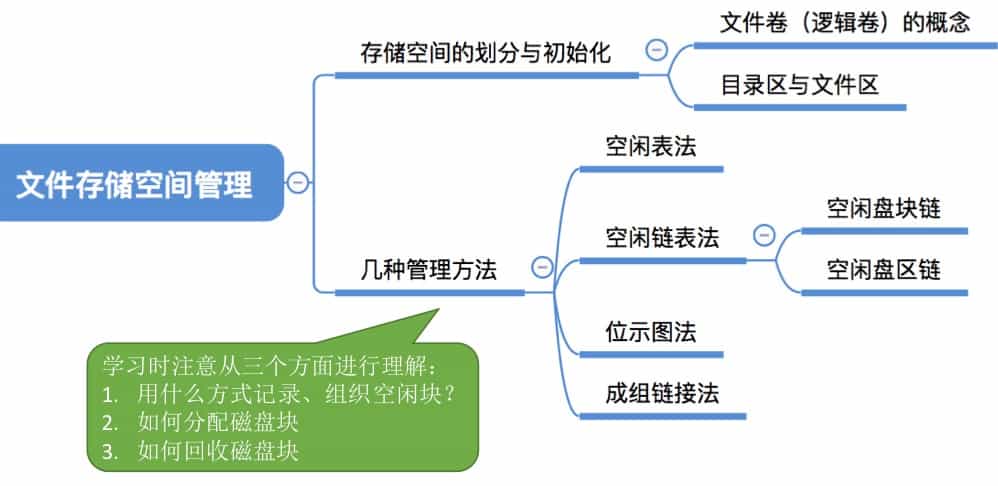 文件存储空间管理
存储空间的划分与初始化
文件卷（逻辑卷）的概念
目录区与文件区
几种管理方法
空闲表法
空闲链表法
空闲盘块链
空闲盘区链
位示图法
成组链接法
学习时注意从三个方面进行理解：
1. 用什么方式记录、组织空闲块？
2. 如何分配磁盘块
3. 如何回收磁盘块